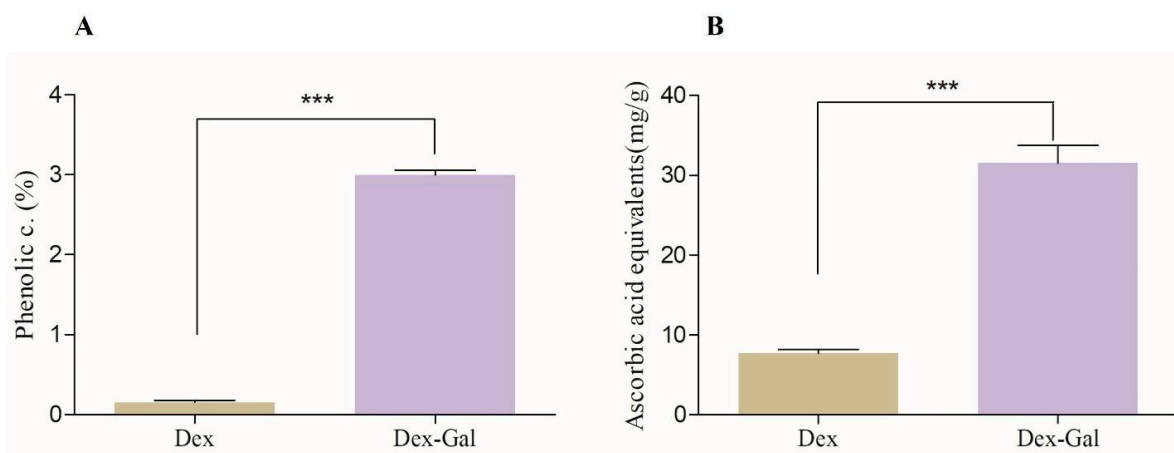 A
B
Phenolic c. (%)
4
3
2
1
0
***
Dex
Dex-Gal
Ascorbic acid equivalents(mg/g)
40
30
20
10
0
***
Dex
Dex-Gal